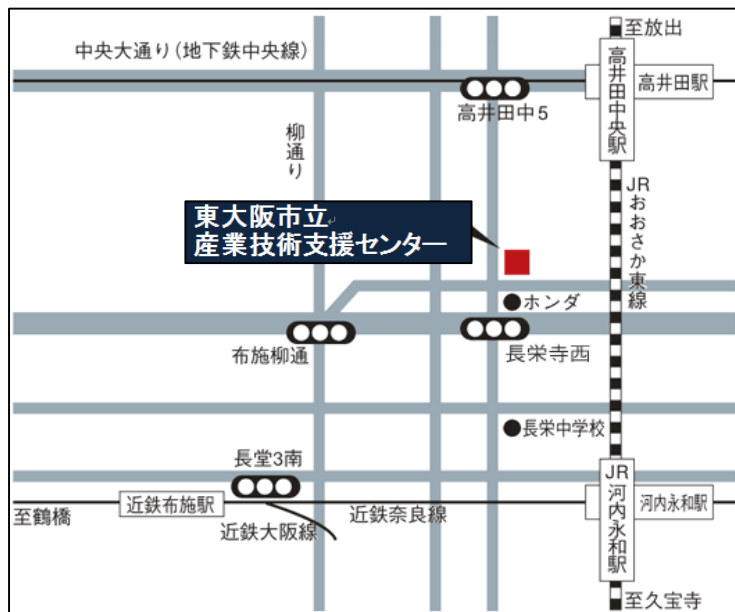 至放出
中央大通り(地下鉄中央線)
高井田中央駅
高井田駅
高井田中5
柳通り
JRおおさか東線
東大阪市立
産業技術支援センター
ホンダ
布施柳通
長栄寺西
長栄中学校
長堂3南
JR河内永和駅
近鉄布施駅
河内永和駅
至鶴橋
近鉄大阪線
近鉄奈良線
至久宝寺